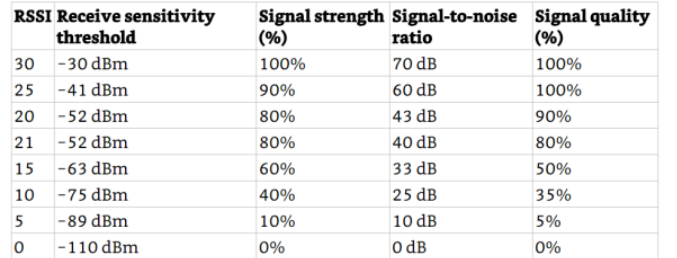 RSSI Receive sensitivity threshold Signal strength (%) Signal-to-noise ratio Signal quality (%)
30 −30 dBm 100% 70 dB 100%
25 −41 dBm 90% 60 dB 100%
20 −52 dBm 80% 43 dB 90%
21 −52 dBm 80% 40 dB 80%
15 −63 dBm 60% 33 dB 50%
10 −75 dBm 40% 25 dB 35%
5 −89 dBm 10% 10 dB 5%
0 −110 dBm 0% 0 dB 0%